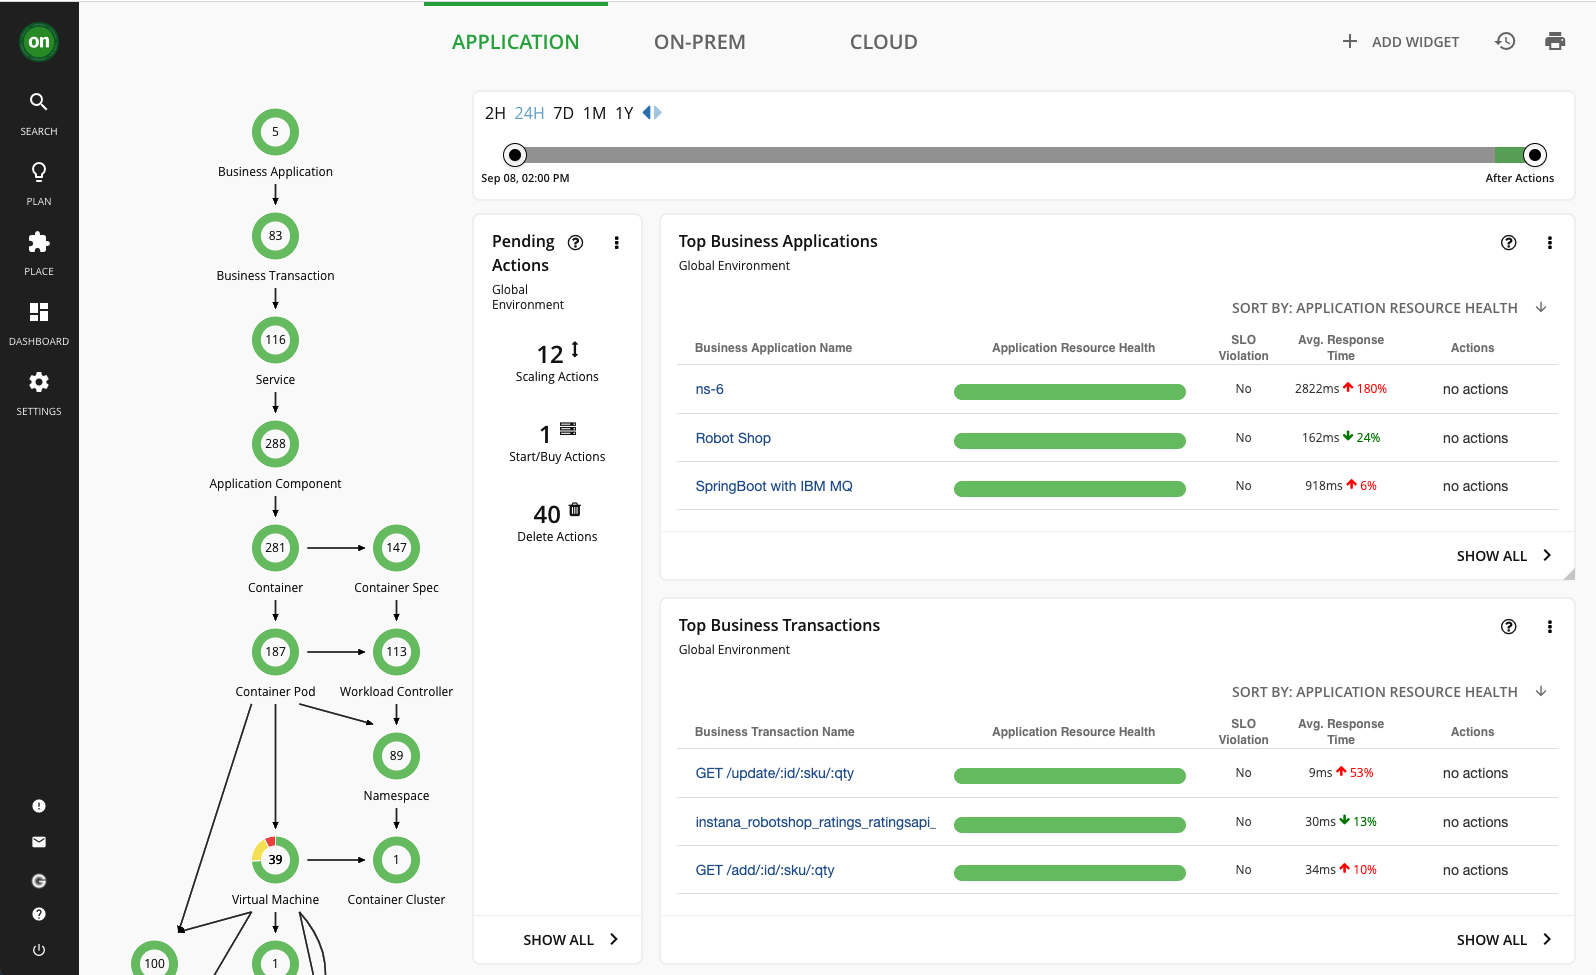 on
SEARCH
PLAN
PLACE
DASHBOARD
SETTINGS
APPLICATION
ON-PREM
CLOUD
ADD WIDGET
5
Business Application
83
Business Transaction
116
Service
288
Application Component
281
147
Container
Container Spec
187
113
Container Pod
Workload Controller
89
Namespace
39
1
Virtual Machine
Container Cluster
100
1
2H 24H 7D 1M 1Y
Sep 08, 02:00 PM
After Actions
Pending
Actions
Global
Environment
12
Scaling Actions
1
Start/Buy Actions
40
Delete Actions
SHOW ALL
Top Business Applications
Global Environment
SORT BY: APPLICATION RESOURCE HEALTH
Business Application Name
Application Resource Health
SLO
Violation
Avg. Response
Time
Actions
ns-6 No 2822ms 180% no actions
Robot Shop No 162ms 24% no actions
SpringBoot with IBM MQ No 918ms 6% no actions
SHOW ALL
Top Business Transactions
Global Environment
SORT BY: APPLICATION RESOURCE HEALTH
Business Transaction Name
Application Resource Health
SLO
Violation
Avg. Response
Time
Actions
GET /update/:id/:sku/:qty No 9ms 53% no actions
instana_robotshop_ratings_ratingsapi_ No 30ms 13% no actions
GET /add/:id/:sku/:qty No 34ms 10% no actions
SHOW ALL